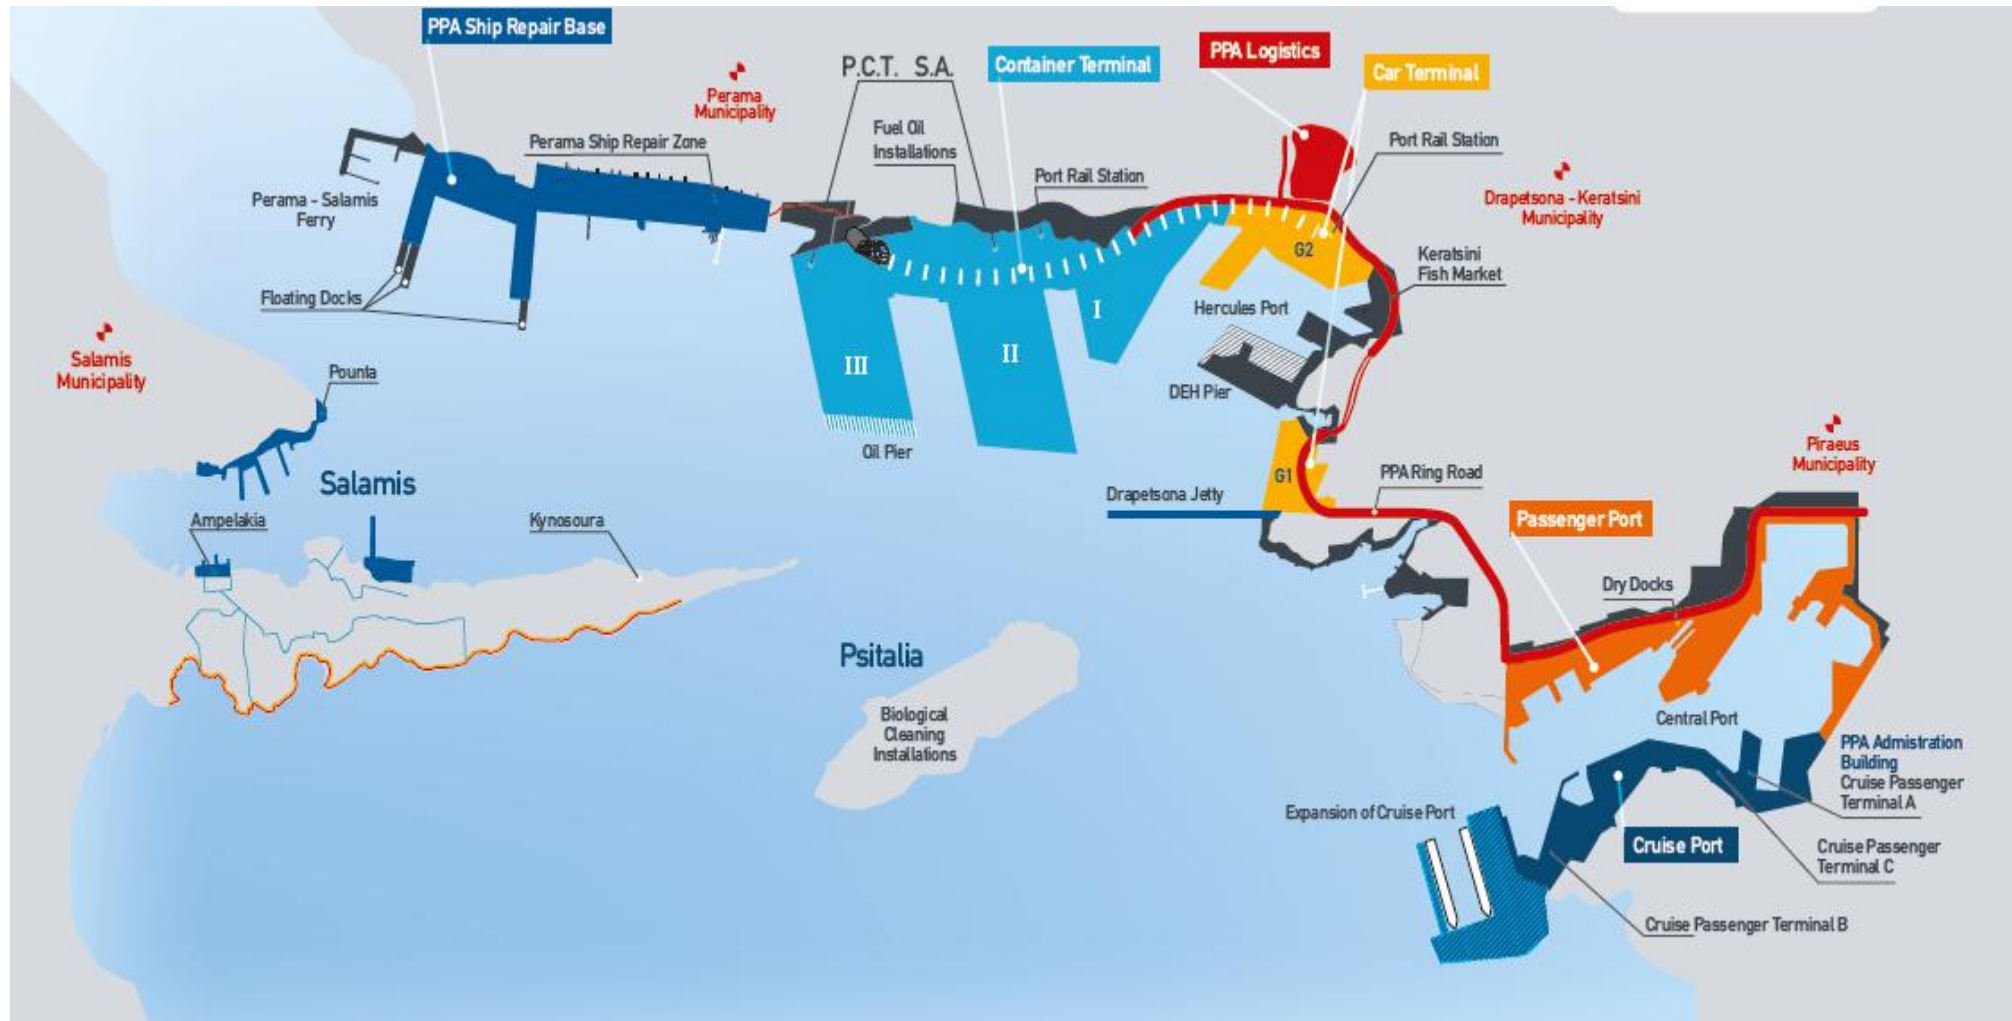 PPA Ship Repair Base
P.C.T. S.A.
Container Terminal
PPA Logistics
Car Terminal
Perama
Municipality
Fuel Oil
Installations
Perama Ship Repair Zone
Port Rail Station
Port Rail Station
Perama - Salamis
Ferry
Drapetsona - Keratsini
Municipality
G2
Keratsini
Fish Market
Floating Docks
Hercules Port
I
II
III
Salamis
Municipality
Pounta
DEH Pier
Oil Pier
Piraeus
Municipality
Salamis
G1
PPA Ring Road
Drapetsona Jetty
Ampelakia
Kynosoura
Passenger Port
Dry Docks
Psitalia
Biological
Cleaning
Installations
Central Port
PPA Admistration
Building
Cruise Passenger
Terminal A
Expansion of Cruise Port
Cruise Port
Cruise Passenger
Terminal C
Cruise Passenger Terminal B